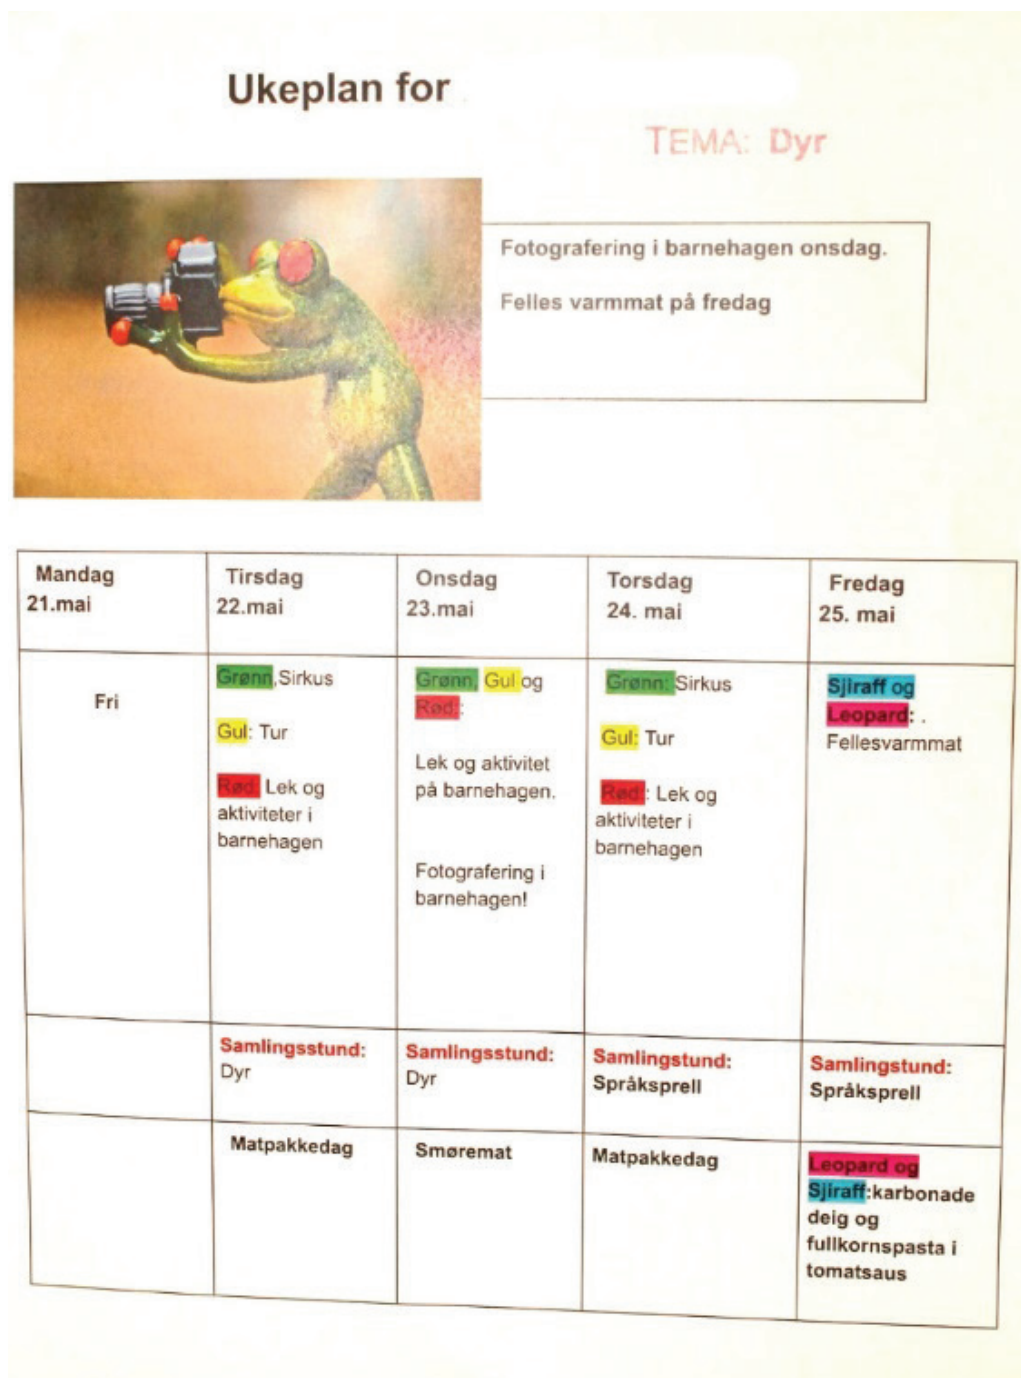 Ukeplan for
TEMA: Dyr
Fotografering i barnehagen onsdag.
Felles varmmat på fredag
Mandag
21.mai
Tirsdag
22.mai
Onsdag
23.mai
Torsdag
24. mai
Fredag
25. mai
Fri
Grønn,Sirkus
Gul: Tur
Rød: Lek og
aktiviteter i
barnehagen
Grønn, Gul og
Rød::
Lek og aktivitet
på barnehagen.
Fotografering i
barnehagen!
Grønn: Sirkus
Gul: Tur
Rød:: Lek og
aktiviteter i
barnehagen
Sjiraff og
Leopard: .
Fellesvarmmat
Samlingsstund:
Dyr
Samlingsstund:
Dyr
Samlingstund:
Språksprell
Samlingstund:
Språksprell
Matpakkedag
Smøremat
Matpakkedag
Leopard og
Sjiraff:karbonade
deig og
fullkornspasta i
tomatsaus